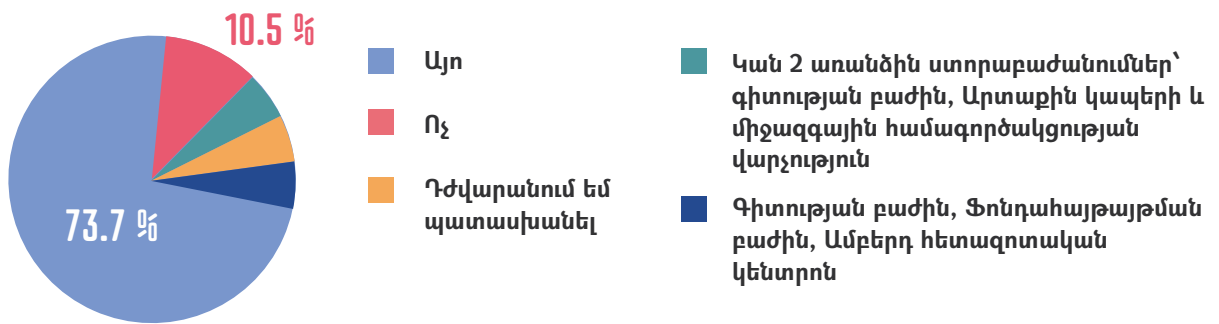 10.5 %
73.7 %
Այո
Ոչ
Դժվարանում եմ
պատասխանել
Կան 2 առանձին ստորաբաժանումներ՝
գիտության բաժին, Արտաքին կապերի և
միջազգային համագործակցության
վարչություն
Գիտության բաժին, Ֆոնդահայթայթման
բաժին, Ամբերդ հետազոտական
կենտրոն